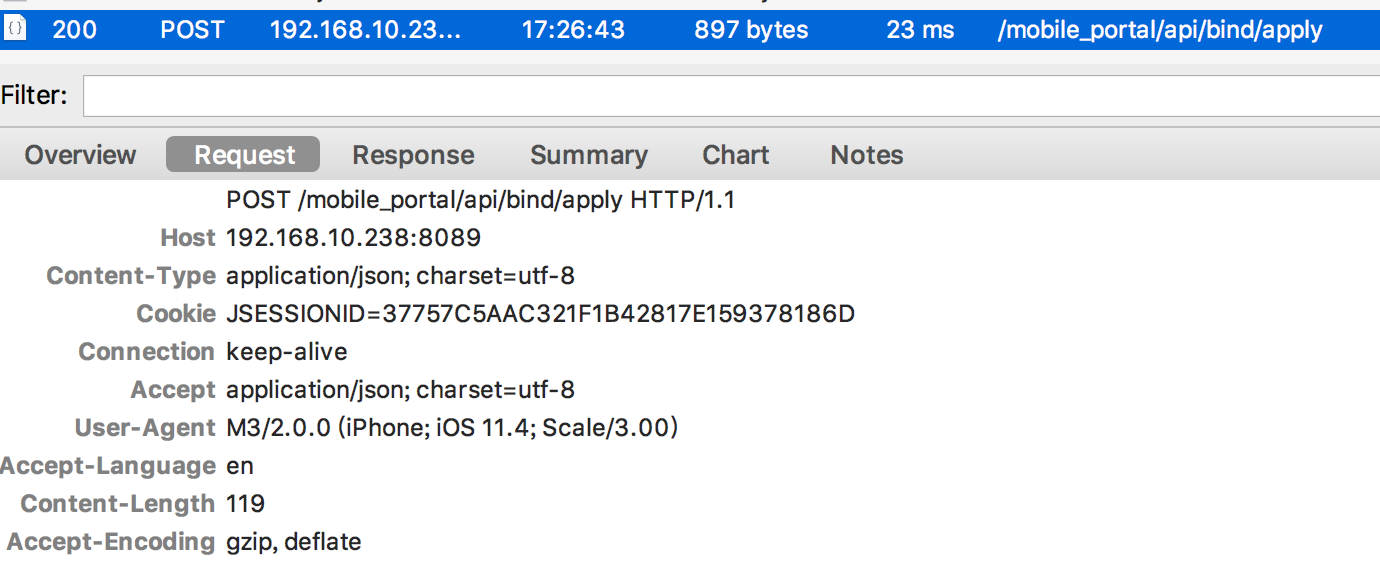 {} 200 POST 192.168.10.23... 17:26:43 897 bytes 23 ms /mobile_portal/api/bind/apply
Filter:
Overview Request Response Summary Chart Notes
POST /mobile_portal/api/bind/apply HTTP/1.1
Host 192.168.10.238:8089
Content-Type application/json; charset=utf-8
Cookie JSESSIONID=37757C5AAC321F1B42817E159378186D
Connection keep-alive
Accept application/json; charset=utf-8
User-Agent M3/2.0.0 (iPhone; iOS 11.4; Scale/3.00)
Accept-Language en
Content-Length 119
Accept-Encoding gzip, deflate